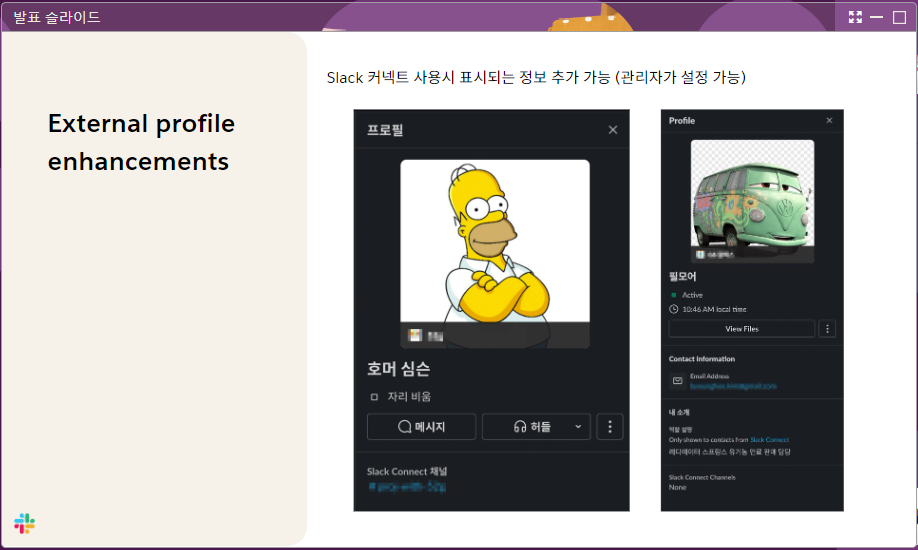 발표 슬라이드
External profile
enhancements
Slack 커넥트 사용시 표시되는 정보 추가 가능 (관리자가 설정 가능)
프로필
호머 심슨
자리 비움
메시지
허들
Slack Connect 채널
Profile
필모어
Active
10:46 AM local time
View Files
Contact information
Email Address
내 소개
역할 설명
Only shown to contacts from Slack Connect
래디에이터 스프링스 유기농 연료 판매 담당
Slack Connect Channels
None